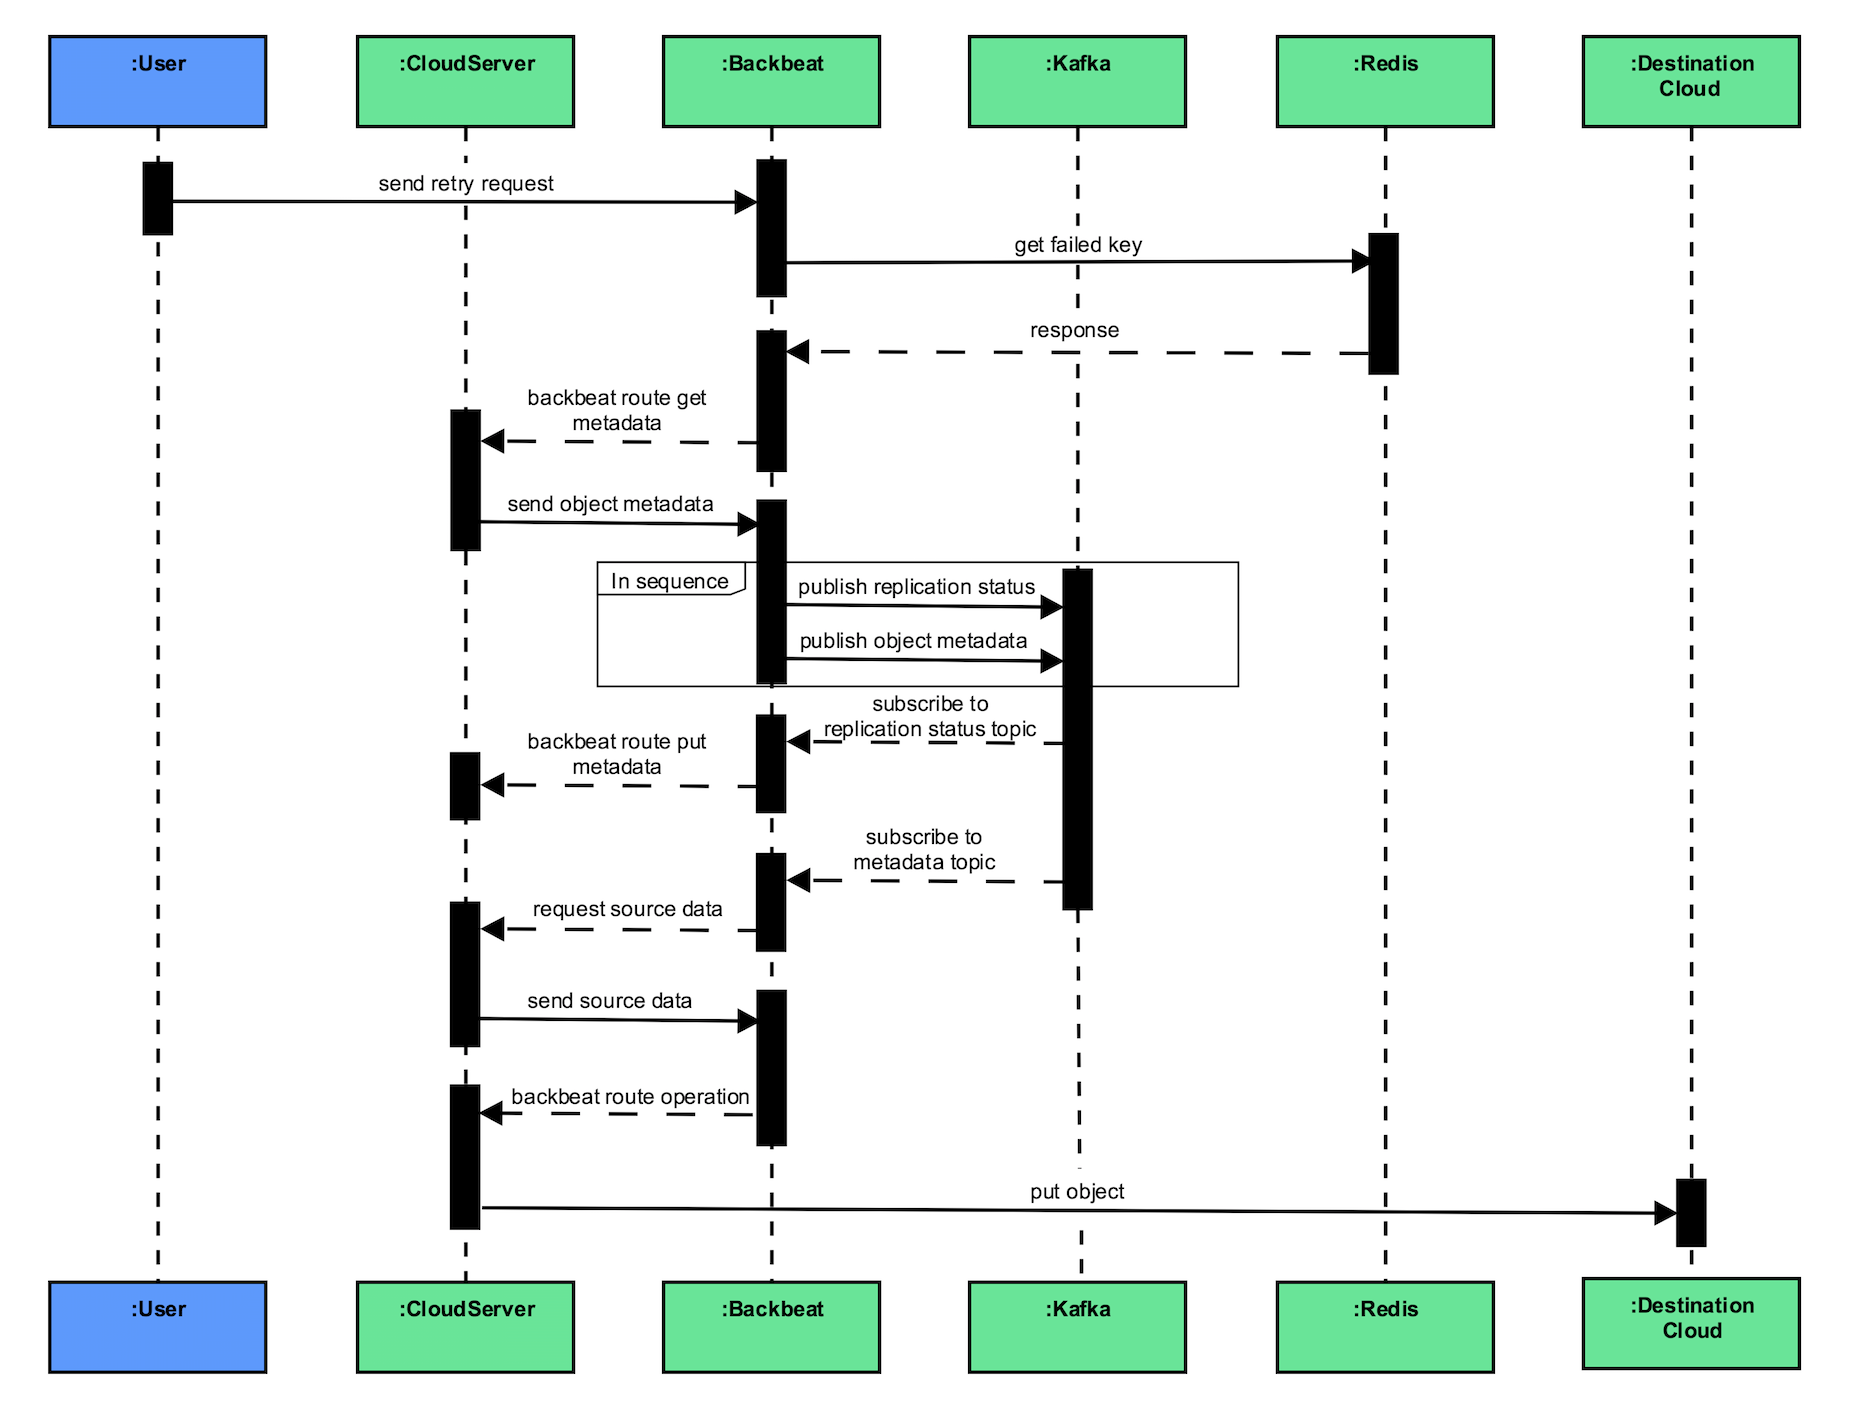 :User
:CloudServer
:Backbeat
:Kafka
:Redis
:Destination
Cloud
send retry request
get failed key
response
backbeat route get
metadata
send object metadata
In sequence
publish replication status
publish object metadata
subscribe to
replication status topic
backbeat route put
metadata
subscribe to
metadata topic
request source data
send source data
backbeat route operation
put object
:User
:CloudServer
:Backbeat
:Kafka
:Redis
:Destination
Cloud